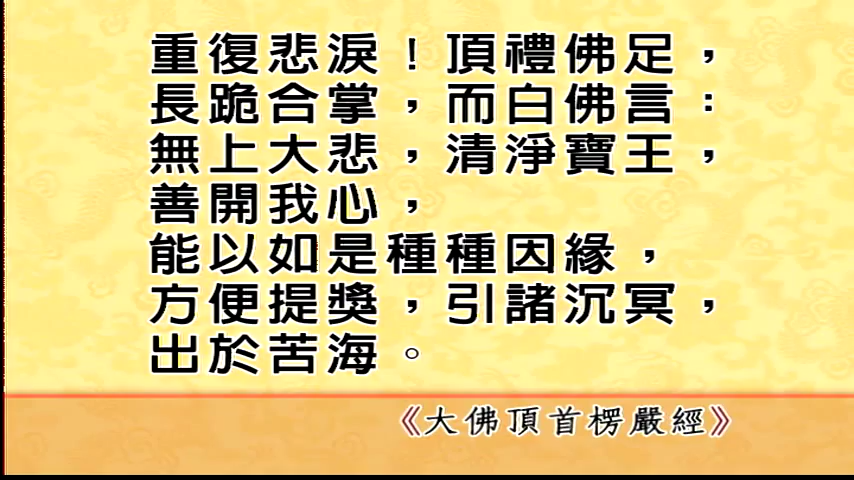 重復悲淚！頂禮佛足，
長跪合掌，而白佛言：
無上大悲，清淨寶王，
善開我心，
能以如是種種因緣，
方便提獎，引諸沉冥，
出於苦海。
《大佛頂首楞嚴經》